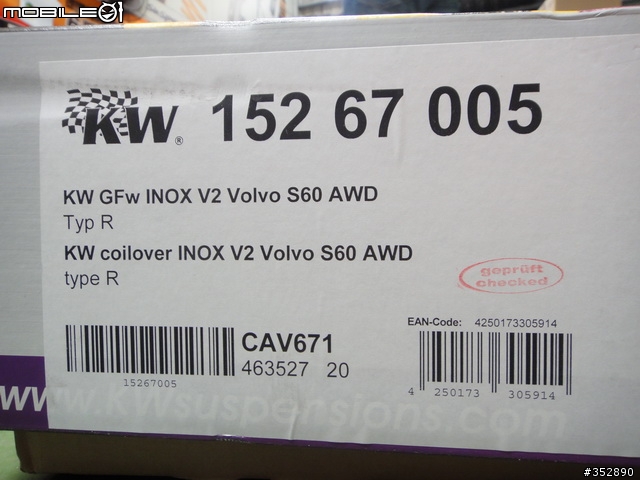 mobile01
KW® 152 67 005
KW GFw INOX V2 Volvo S60 AWD
Typ R
KW coilover INOX V2 Volvo S60 AWD
type R
geprüft
checked
CAV671
463527 20
15267005
EAN-Code: 4250173305914
4 250173 305914
www.kwsuspensions.com
#352890